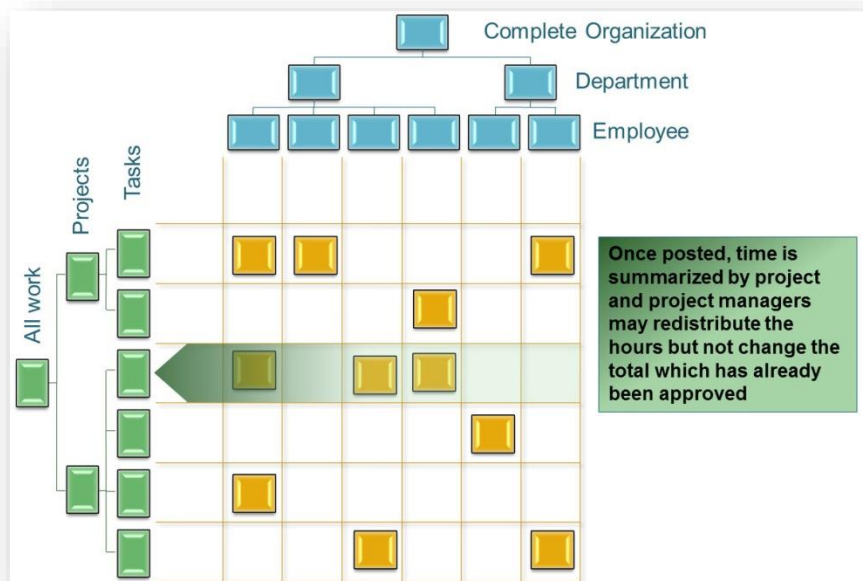 Complete Organization
Department
Employee
All work
Projects
Tasks
Once posted, time is
summarized by project
and project managers
may redistribute the
hours but not change the
total which has already
been approved